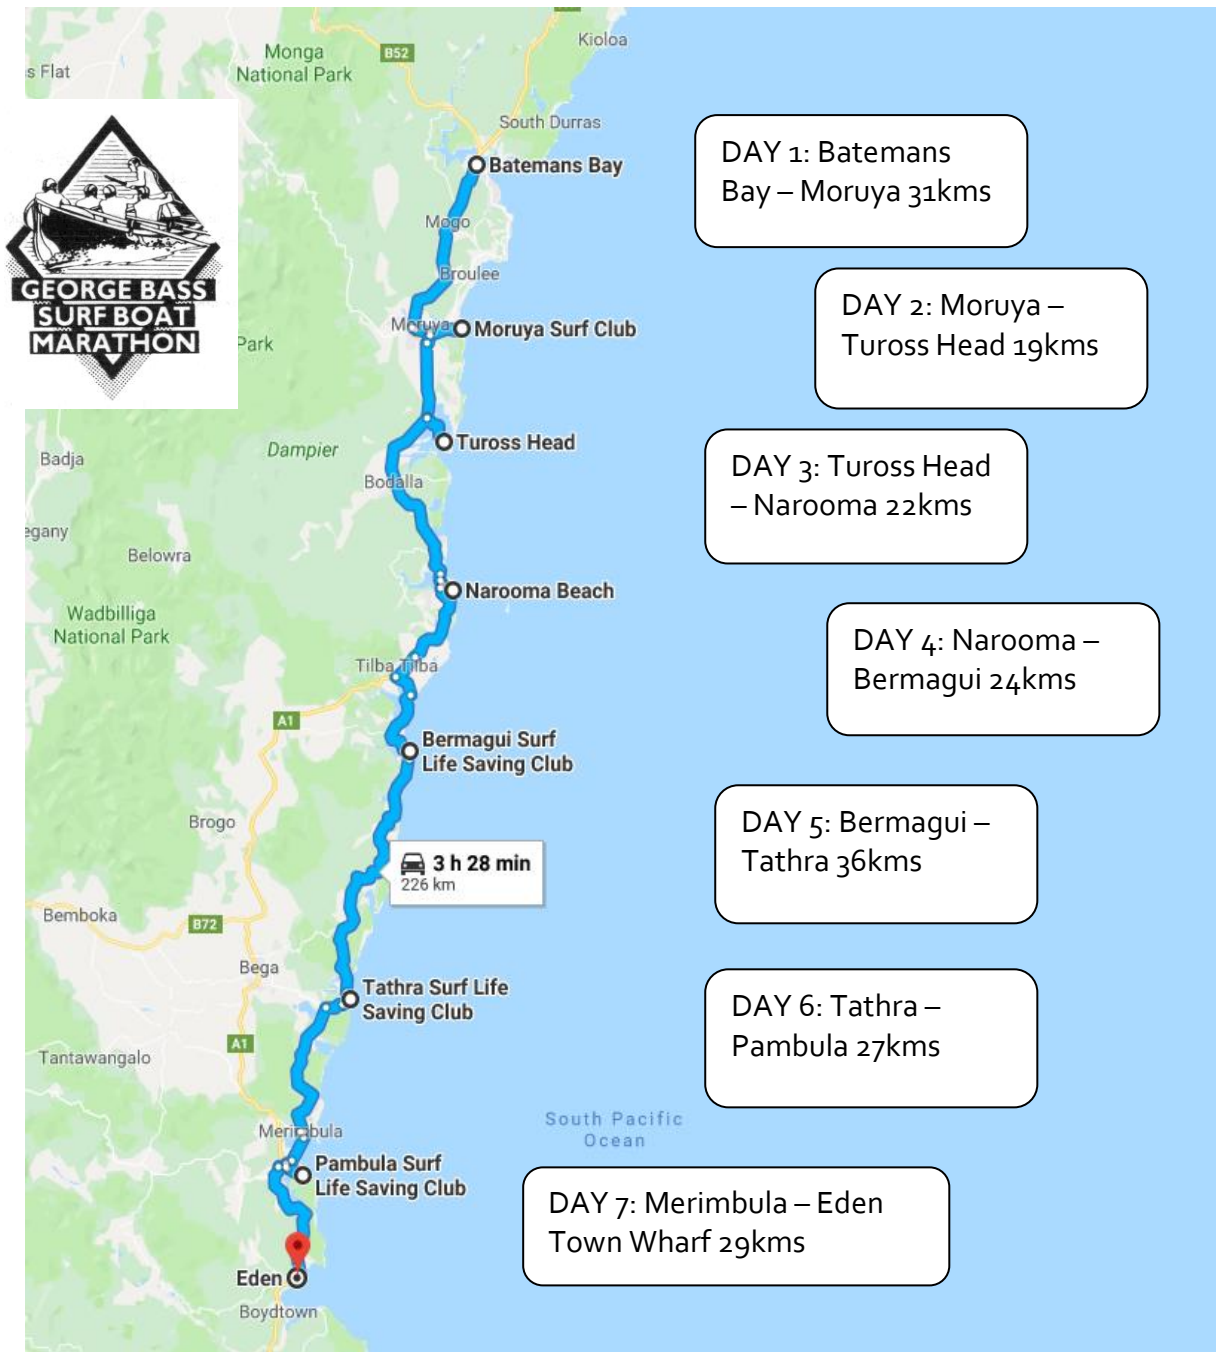 Kioloa
Monga
National Park
B52
s Flat
South Durras
Batemans Bay
Mogo
Broulee
GEORGE BASS
SURF BOAT
MARATHON
Moruya
Moruya Surf Club
Park
Tuross Head
Dampier
Badja
Bodalla
egany
Belowra
Narooma Beach
Wadbilliga
National Park
Tilba Tilba
A1
Bermagui Surf
Life Saving Club
Brogo
3 h 28 min
226 km
Bemboka
B72
Bega
Tathra Surf Life
Saving Club
A1
Tantawangalo
South Pacific
Ocean
Merimbula
Pambula Surf
Life Saving Club
Eden
Boydtown
DAY 1: Batemans
Bay – Moruya 31kms
DAY 2: Moruya –
Tuross Head 19kms
DAY 3: Tuross Head
– Narooma 22kms
DAY 4: Narooma –
Bermagui 24kms
DAY 5: Bermagui –
Tathra 36kms
DAY 6: Tathra –
Pambula 27kms
DAY 7: Merimbula – Eden
Town Wharf 29kms